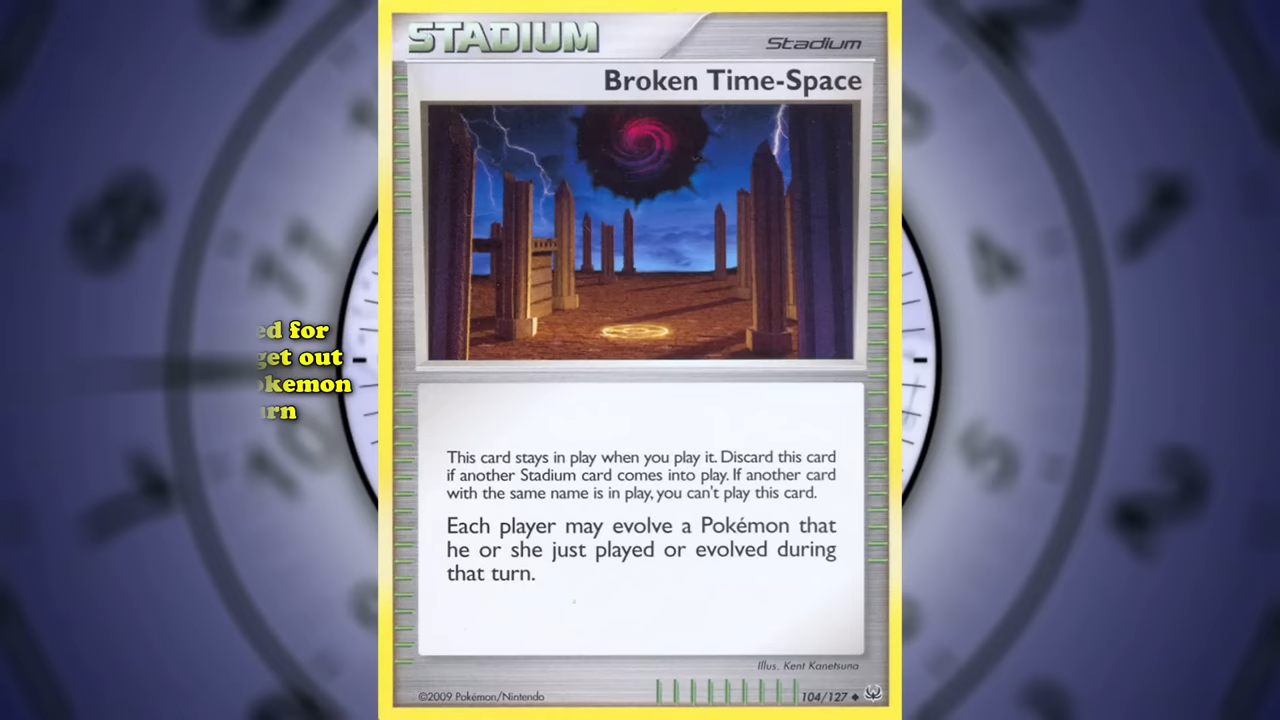 STADIUM
Stadium
Broken Time-Space
for
get out
This card stays in play when you play it. Discard this card
if another Stadium card comes into play. If another card
with the same name is in play, you can't play this card.
Each player may evolve a Pokémon that
he or she just played or evolved during
that turn.
Illus. Kent Kanetsuna
©2009 Pokémon/Nintendo
104/127